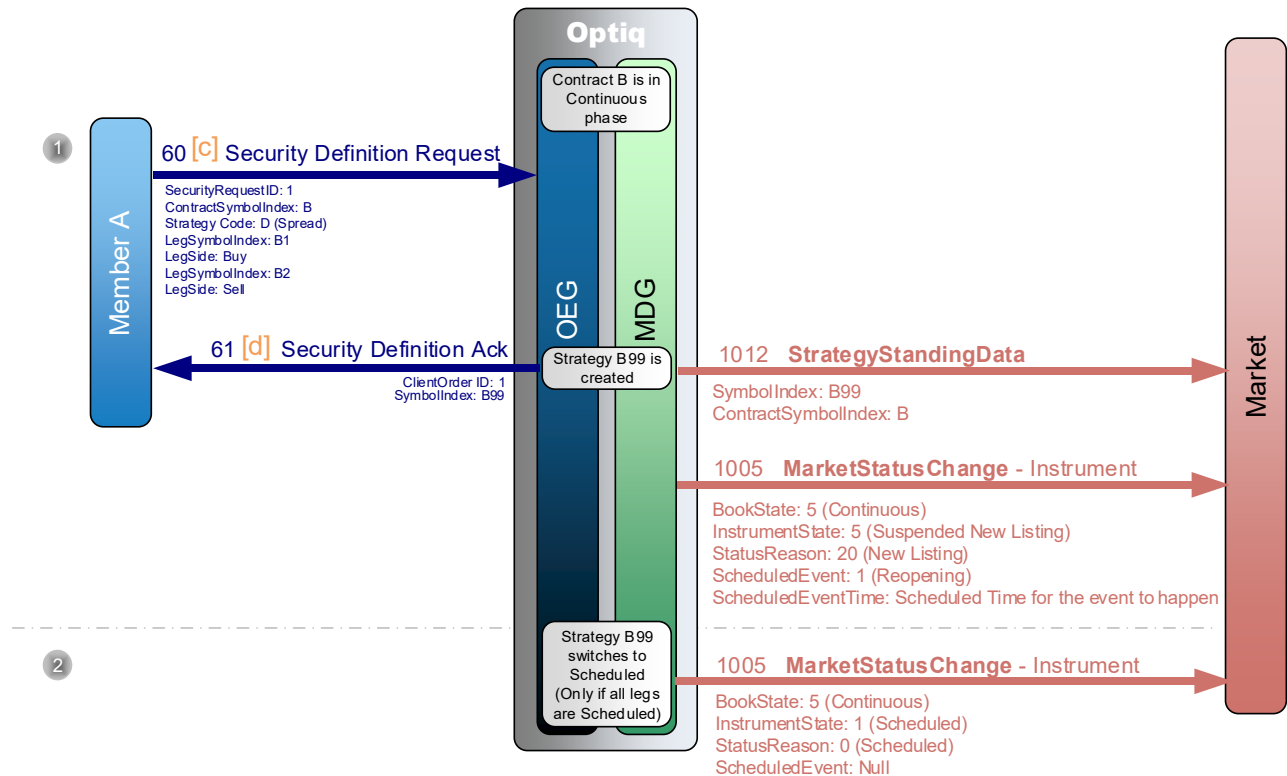 Optiq
Contract B is in
Continuous
phase
1
60 [c] Security Definition Request
SecurityRequestID: 1
ContractSymbolIndex: B
Strategy Code: D (Spread)
LegSymbolIndex: B1
LegSide: Buy
LegSymbolIndex: B2
LegSide: Sell
Member A
OEG
MDG
Market
61 [d] Security Definition Ack
ClientOrder ID: 1
SymbolIndex: B99
Strategy B99 is
created
1012 StrategyStandingData
SymbolIndex: B99
ContractSymbolIndex: B
1005 MarketStatusChange - Instrument
BookState: 5 (Continuous)
InstrumentState: 5 (Suspended New Listing)
StatusReason: 20 (New Listing)
ScheduledEvent: 1 (Reopening)
ScheduledEventTime: Scheduled Time for the event to happen
2
Strategy B99
switches to
Scheduled
(Only if all legs
are Scheduled)
1005 MarketStatusChange - Instrument
BookState: 5 (Continuous)
InstrumentState: 1 (Scheduled)
StatusReason: 0 (Scheduled)
ScheduledEvent: Null